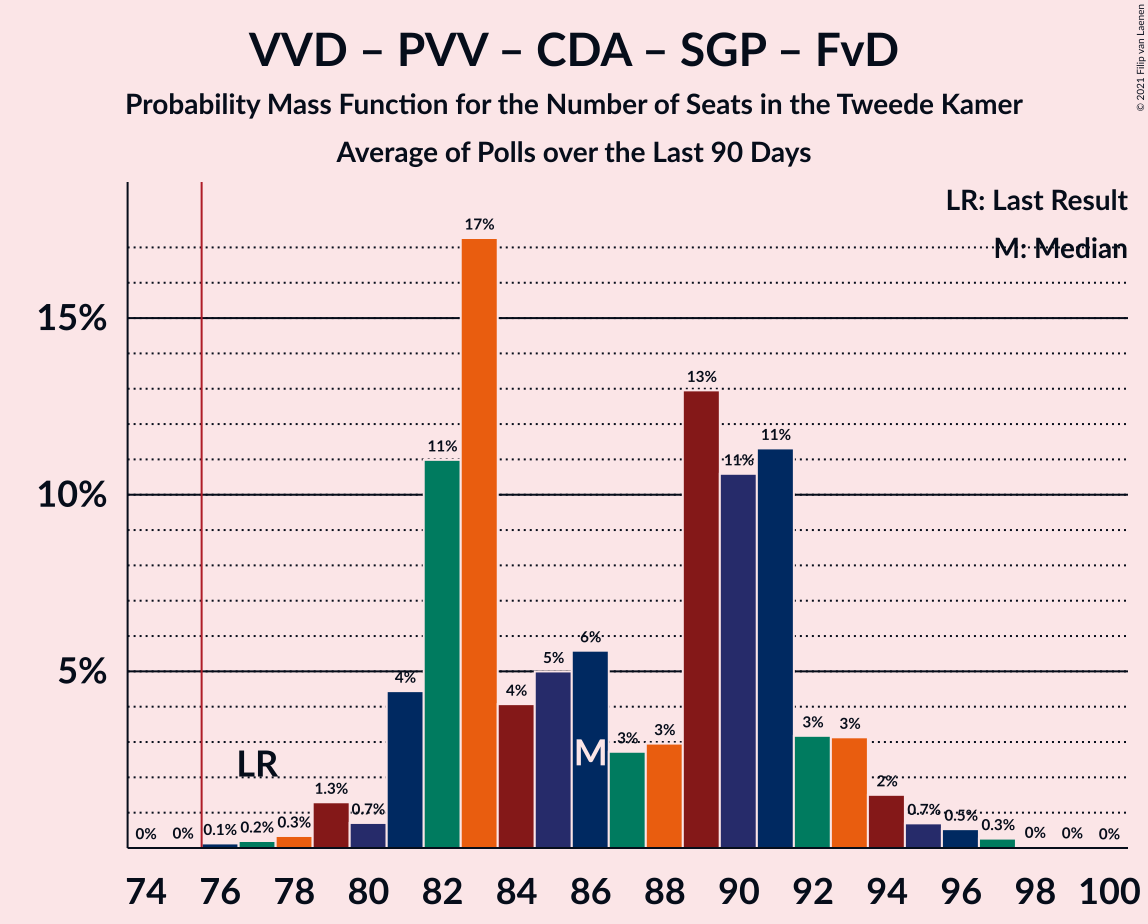 VVD – PVV – CDA – SGP – FvD
Probability Mass Function for the Number of Seats in the Tweede Kamer
Average of Polls over the Last 90 Days
© 2021 Filip van Laenen
LR: Last Result
M: Median
15%
10%
5%
0% 0% 0.1% 0.2% 0.3% 1.3% 0.7% 4% 11% 17% 4% 5% 6% 3% 3% 13% 11% 11% 3% 3% 2% 0.7% 0.5% 0.3% 0% 0% 0%
LR
M
74 76 78 80 82 84 86 88 90 92 94 96 98 100